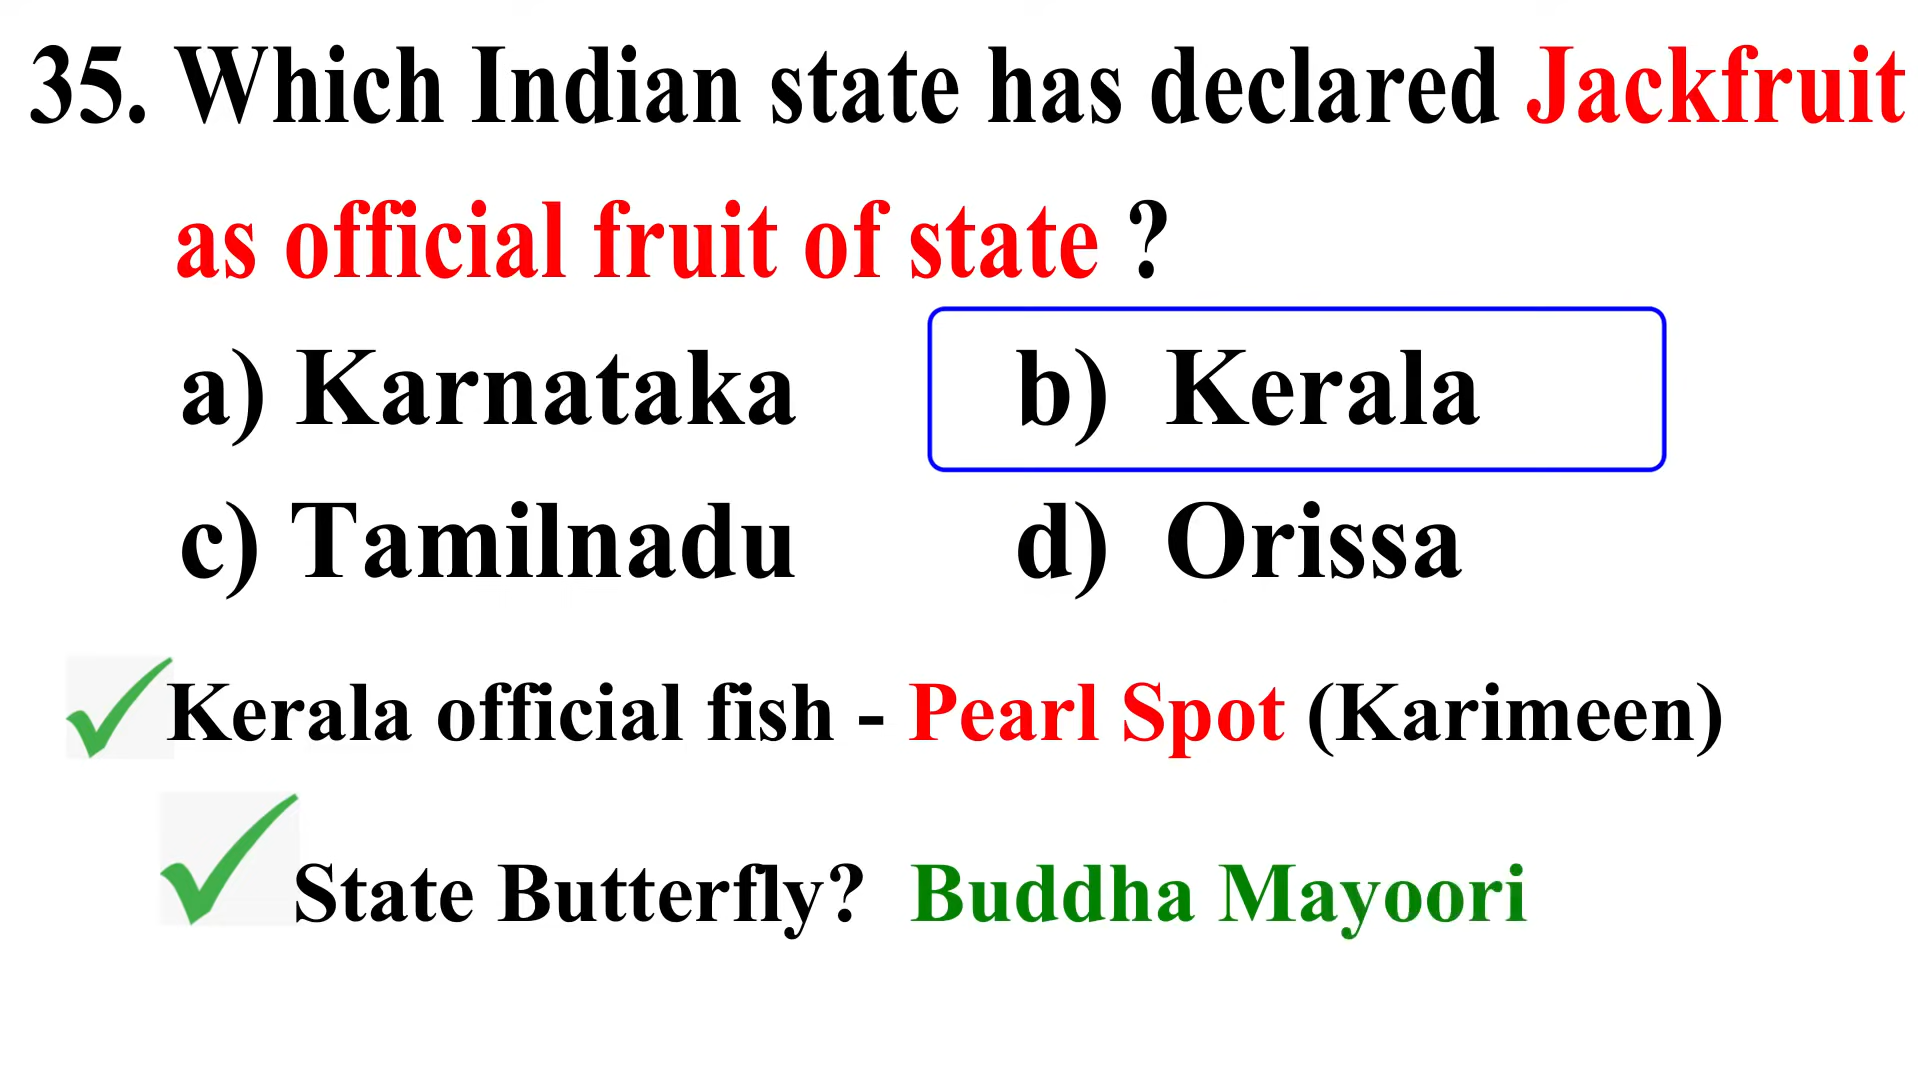 35. Which Indian state has declared Jackfruit
as official fruit of state ?
a) Karnataka b) Kerala
c) Tamilnadu d) Orissa
Kerala official fish - Pearl Spot (Karimeen)
State Butterfly? Buddha Mayoori